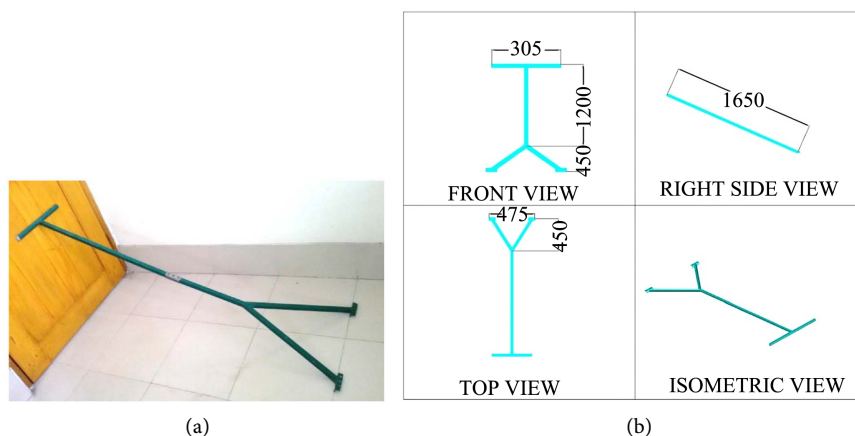 305
1200
450
FRONT VIEW
1650
RIGHT SIDE VIEW
475
450
TOP VIEW
ISOMETRIC VIEW
(a)
(b)